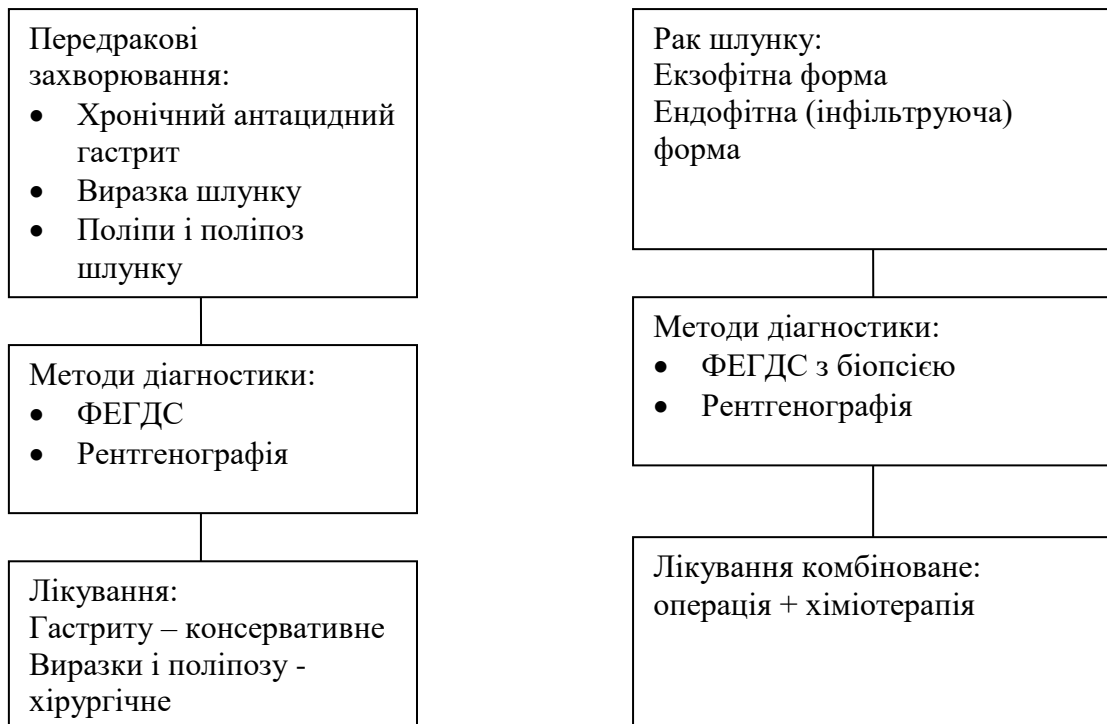 Передракові
захворювання:
• Хронічний антацидний
гастрит
• Виразка шлунку
• Поліпи і поліпоз
шлунку
Методи діагностики:
• ФЕГДС
• Рентгенографія
Лікування:
Гастриту – консервативне
Виразки і поліпозу -
хірургічне
Рак шлунку:
Екзофітна форма
Ендофітна (інфільтруюча)
форма
Методи діагностики:
• ФЕГДС з біопсією
• Рентгенографія
Лікування комбіноване:
операція + хіміотерапія